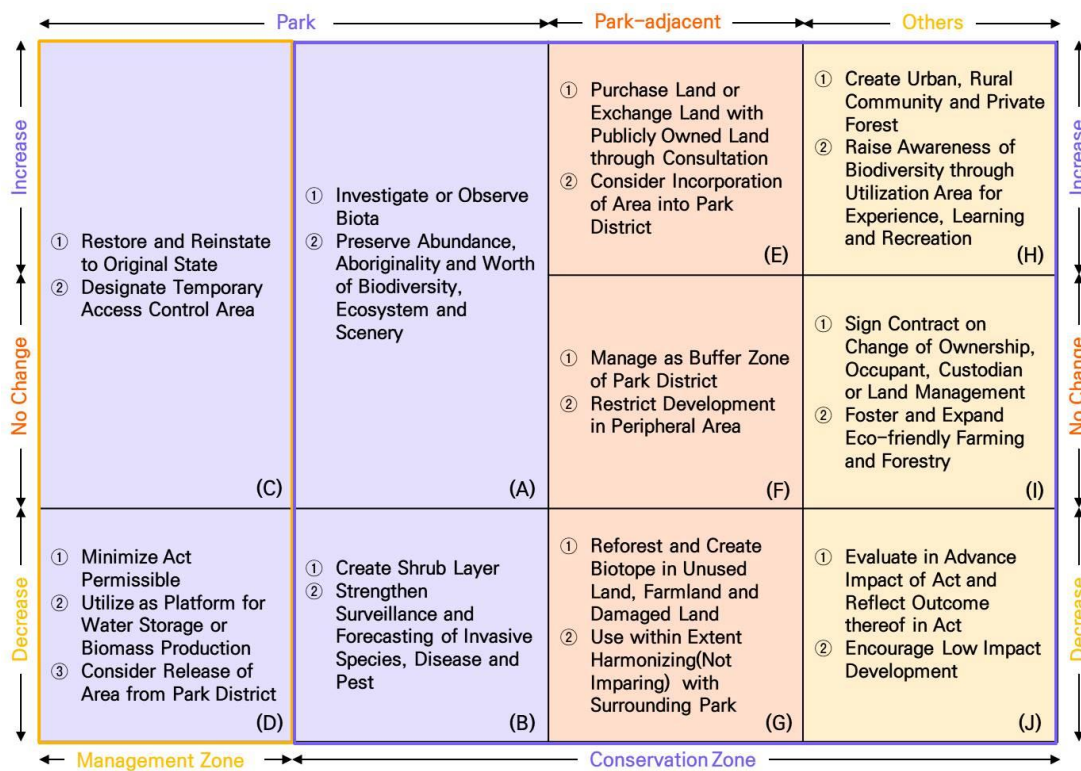 Park
Park-adjacent
Others
Increase
No Change
Decrease
① Restore and Reinstate
to Original State
② Designate Temporary
Access Control Area
(C)
① Investigate or Observe
Biota
② Preserve Abundance,
Aboriginality and Worth
of Biodiversity,
Ecosystem and
Scenery
(A)
① Purchase Land or
Exchange Land with
Publicly Owned Land
through Consultation
② Consider Incorporation
of Area into Park
District
(E)
① Create Urban, Rural
Community and Private
Forest
② Raise Awareness of
Biodiversity through
Utilization Area for
Experience, Learning
and Recreation
(H)
① Manage as Buffer Zone
of Park District
② Restrict Development
in Peripheral Area
(F)
① Sign Contract on
Change of Ownership,
Occupant, Custodian
or Land Management
② Foster and Expand
Eco-friendly Farming
and Forestry
(I)
① Minimize Act
Permissible
② Utilize as Platform for
Water Storage or
Biomass Production
③ Consider Release of
Area from Park District
(D)
① Create Shrub Layer
② Strengthen
Surveillance and
Forecasting of Invasive
Species, Disease and
Pest
(B)
① Reforest and Create
Biotope in Unused
Land, Farmland and
Damaged Land
② Use within Extent
Harmonizing(Not
Imparing) with
Surrounding Park
(G)
① Evaluate in Advance
Impact of Act and
Reflect Outcome
thereof in Act
② Encourage Low Impact
Development
(J)
Increase
No Change
Decrease
Management Zone
Conservation Zone